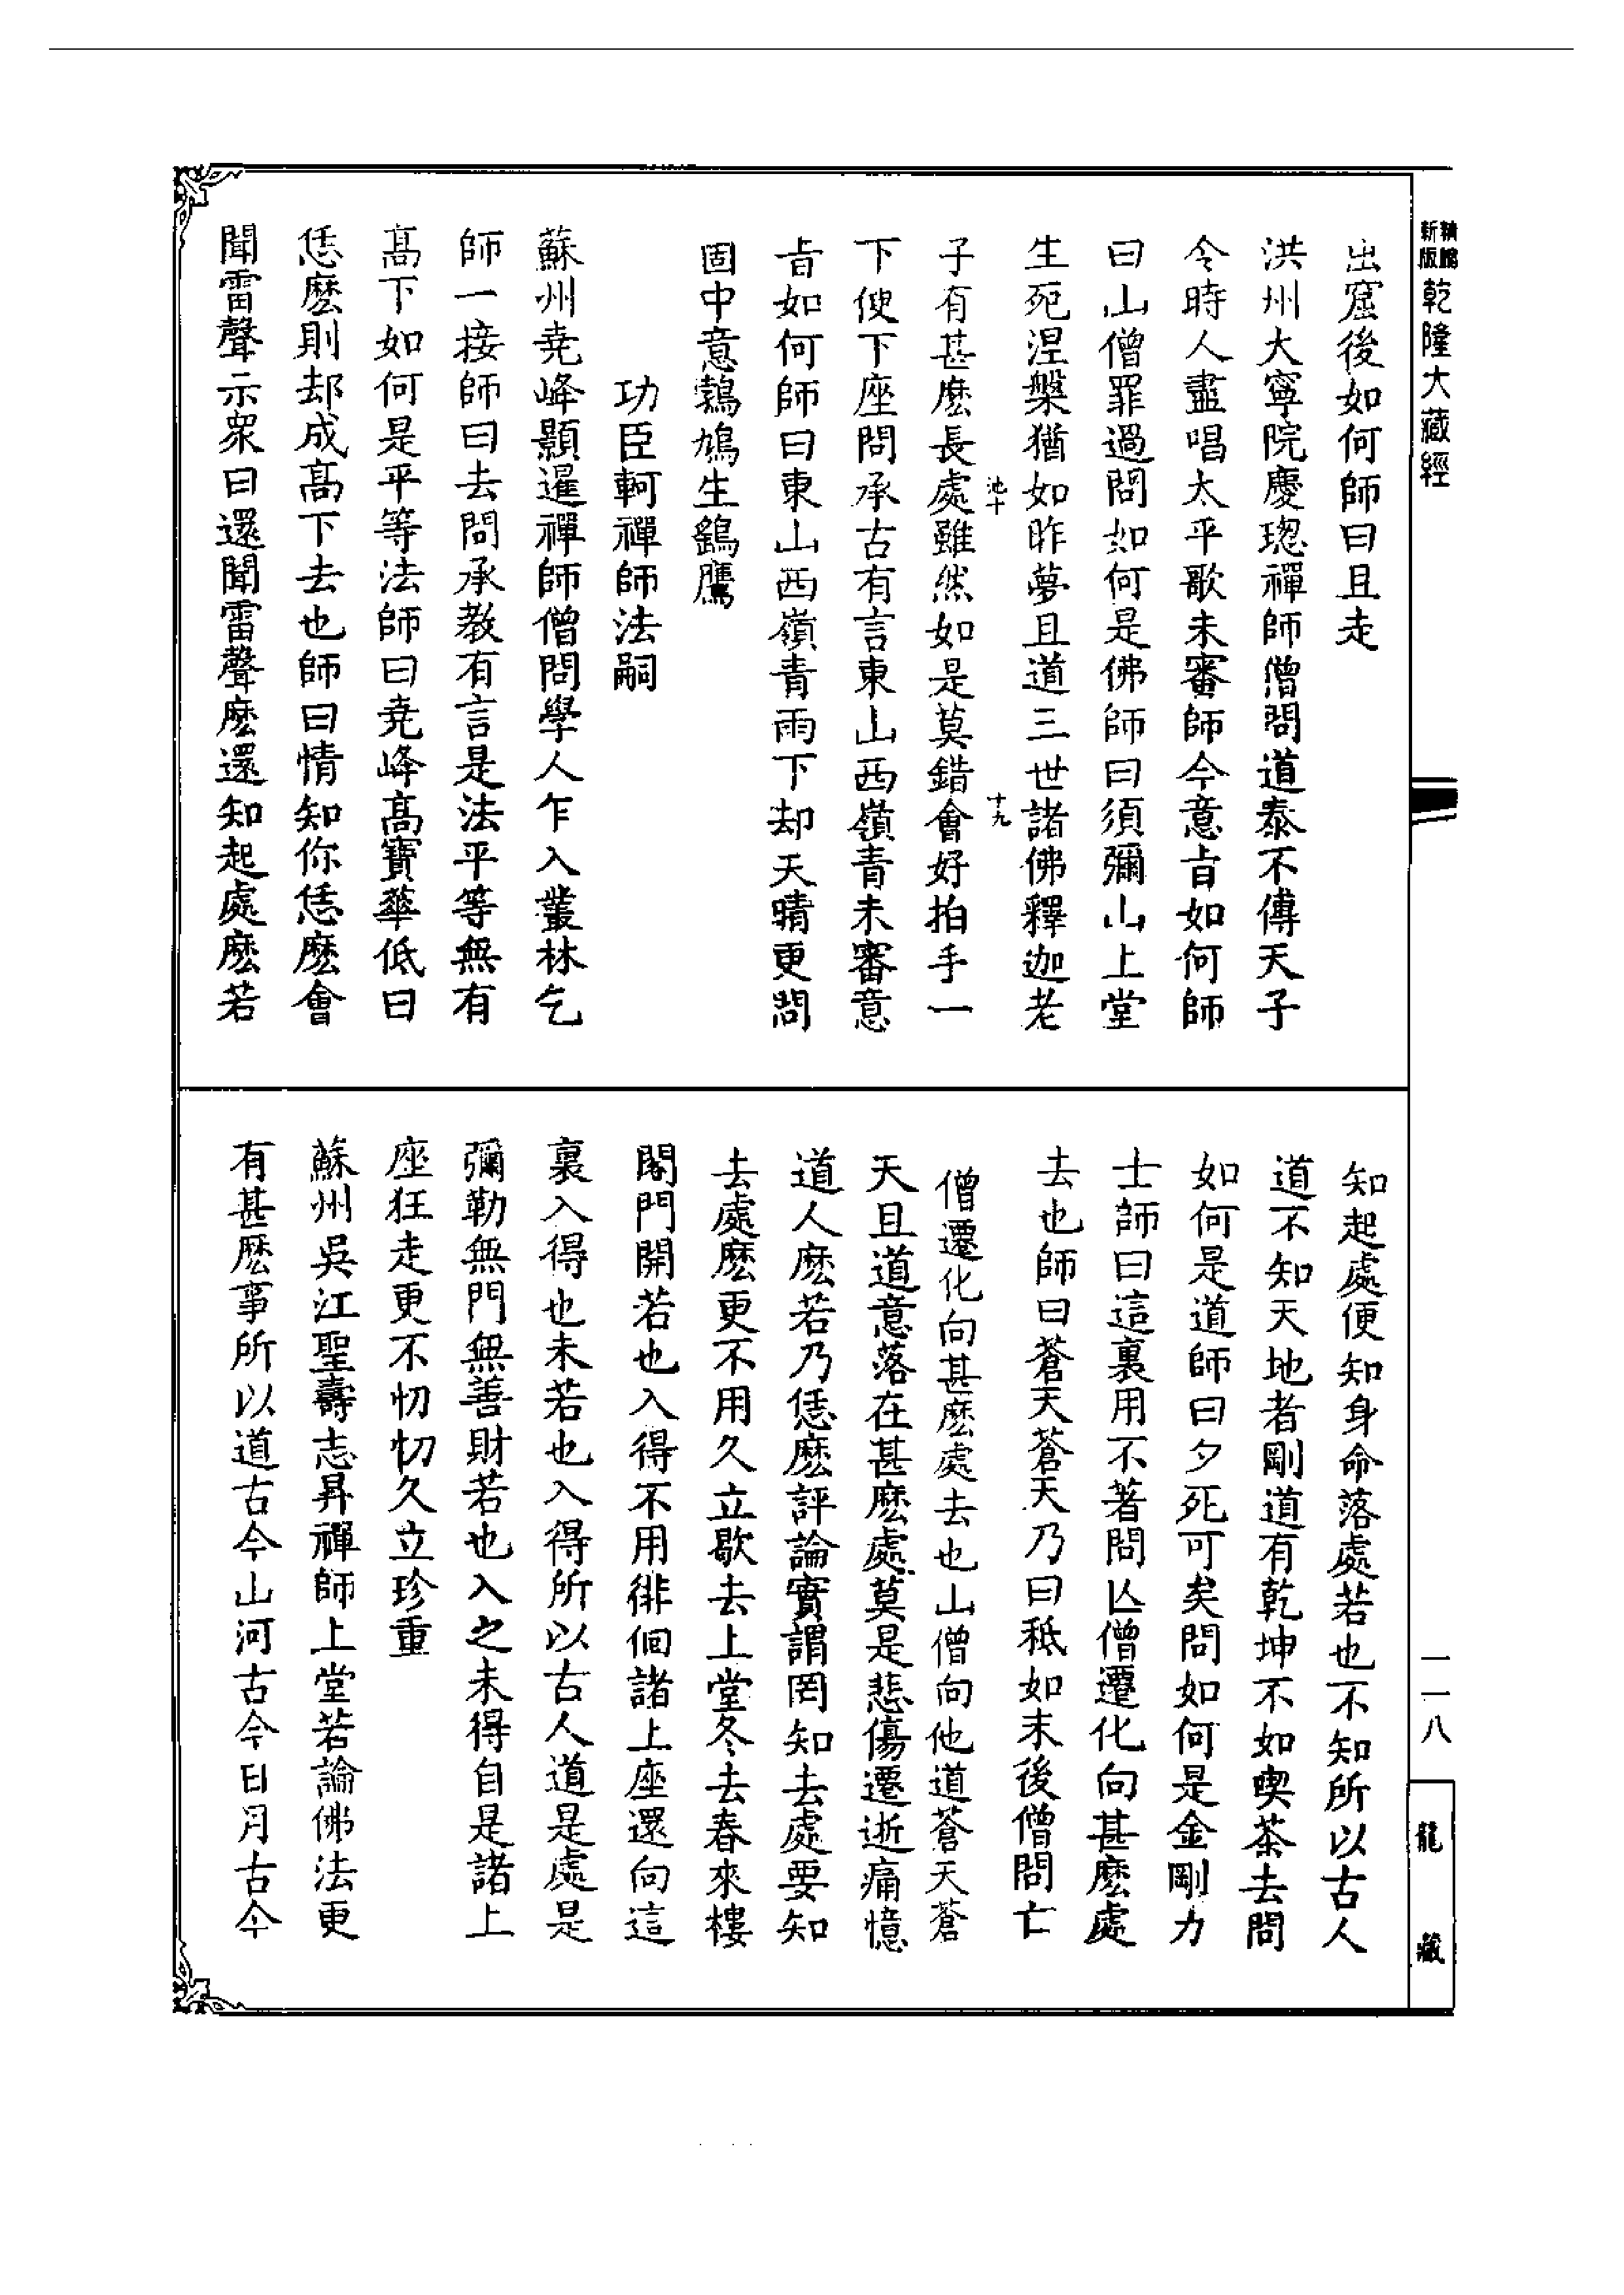 新版
精縮
乾隆大藏經
出窟後如何師曰且走
洪州大寧院慶璁禪師僧問道泰不傳天子
令時人盡唱太平歌未審師今意旨如何師
曰山僧罪過問如何是佛師曰須彌山上堂
生死涅槃猶如昨夢且道三世諸佛釋迦老
池十
十九
子有甚麽長處雖然如是莫錯會好拍手一
下便下座問承古有言東山西嶺青未審意
旨如何師曰東山西嶺青雨下却天晴更問
固中意鵓鳩生鷂鷹
功臣軻禪師法嗣
蘇州堯峰顥暹禪師僧問學人乍入叢林乞
師一接師曰去問承教有言是法平等無有
高下如何是平等法師曰堯峰高寶華低曰
恁麽則却成高下去也師曰情知你恁麽會
聞雷聲示衆曰還聞雷聲麽還知起處麽若
知起處便知身命落處若也不知所以古人
道不知天地者剛道有乾坤不如喫茶去問
如何是道師曰夕死可矣問如何是金剛力
士師曰這裏用不著問亾僧遷化向甚麽處
去也師曰蒼天蒼天乃曰秪如末後僧問亡
僧遷化向甚麽處去也山僧向他道蒼天蒼
天且道意落在甚麽處莫是悲傷遷逝痛憶
道人麽若乃恁麽評論實謂罔知去處要知
去處麽更不用久立歇去上堂冬去春來樓
閣門開若也入得不用徘徊諸上座還向這
裏入得也未若也入得所以古人道是處是
彌勒無門無善財若也入之未得自是諸上
座狂走更不忉忉久立珍重
蘇州吳江聖壽志昇禪師上堂若論佛法更
有甚麽事所以道古今山河古今日月古今
一一八
龍藏